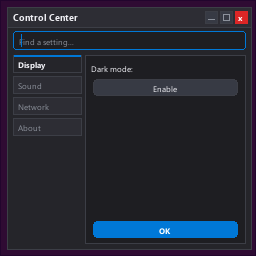 Control Center
Find a setting...
Display
Sound
Network
About
Dark mode:
Enable
OK